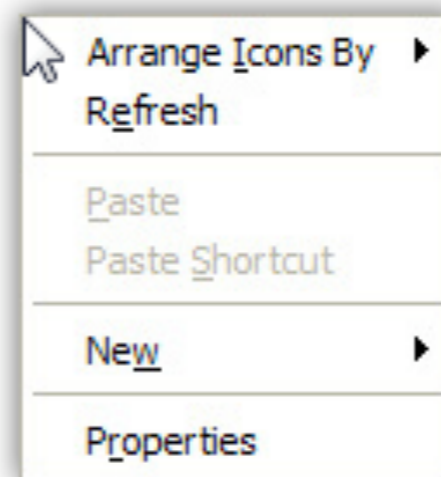 Arrange Icons By
Refresh
Paste
Paste Shortcut
New
Properties